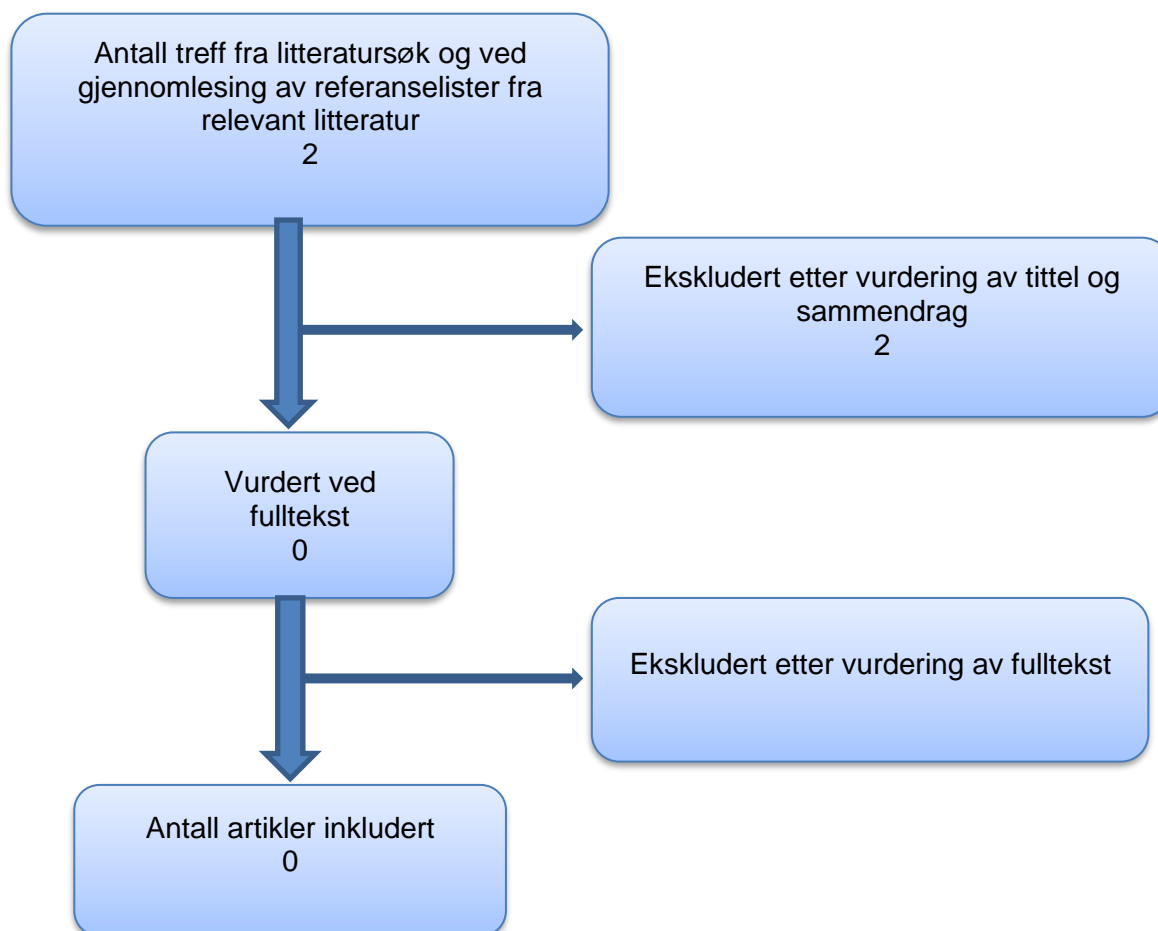 Antall treff fra litteratursøk og ved
gjennomlesing av referanselister fra
relevant litteratur
2
Ekskludert etter vurdering av tittel og
sammendrag
2
Vurdert ved
fulltekst
0
Ekskludert etter vurdering av fulltekst
Antall artikler inkludert
0